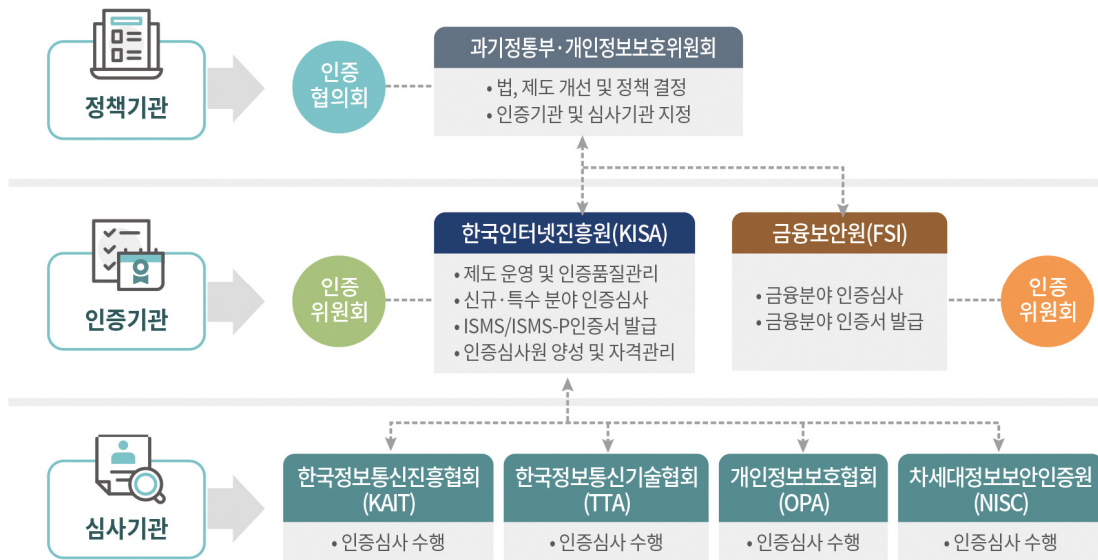 정책기관
인증
협의회
과기정통부·개인정보보호위원회
• 법, 제도 개선 및 정책 결정
• 인증기관 및 심사기관 지정
인증기관
인증
위원회
한국인터넷진흥원(KISA)
• 제도 운영 및 인증품질관리
• 신규·특수 분야 인증심사
• ISMS/ISMS-P인증서 발급
• 인증심사원 양성 및 자격관리
금융보안원(FSI)
• 금융분야 인증심사
• 금융분야 인증서 발급
인증
위원회
심사기관
한국정보통신진흥협회
(KAIT)
• 인증심사 수행
한국정보통신기술협회
(TTA)
• 인증심사 수행
개인정보보호협회
(OPA)
• 인증심사 수행
차세대정보보안인증원
(NISC)
• 인증심사 수행